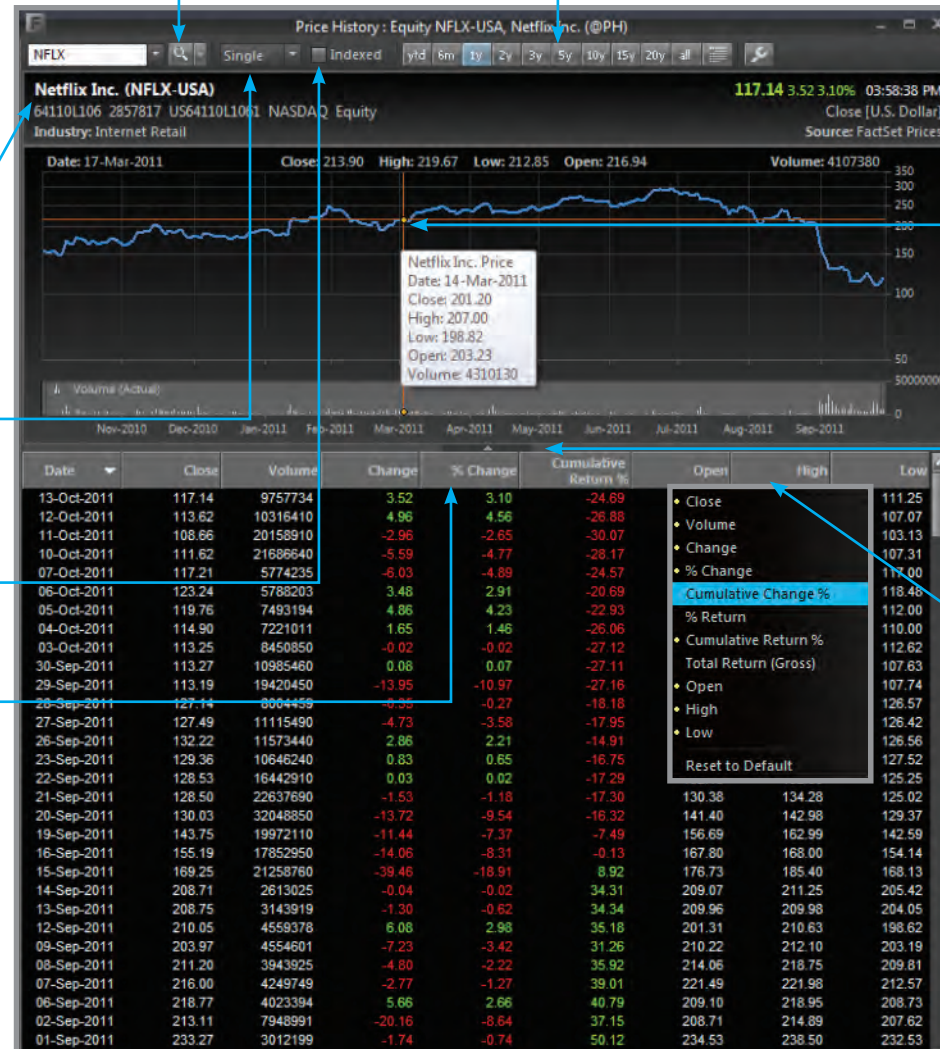 Price History : Equity NFLX-USA, Netflix Inc. (@PH)
NFLX Single Indexed ytd 6m 1y 2y 3y 5y 10y 15y 20y all
Netflix Inc. (NFLX-USA) 117.14 3.52 3.10% 03:58:38 PM
64110L106 2857817 US64110L1061 NASDAQ Equity Close [U.S. Dollar]
Industry: Internet Retail Source: FactSet Prices
Date: 17-Mar-2011 Close: 213.90 High: 219.67 Low: 212.85 Open: 216.94 Volume: 4107380
350
300
250
200
150
100
50
Netflix Inc. Price
Date: 14-Mar-2011
Close: 201.20
High: 207.00
Low: 198.82
Open: 203.23
Volume: 4310130
Volume (Actual)
5000000
0
Nov-2010 Dec-2010 Jan-2011 Feb-2011 Mar-2011 Apr-2011 May-2011 Jun-2011 Jul-2011 Aug-2011 Sep-2011
Date Close Volume Change % Change Cumulative Return % Open High Low
13-Oct-2011 117.14 9757734 3.52 3.10 -24.69 111.25
12-Oct-2011 113.62 10316410 4.96 4.56 -26.88 107.07
11-Oct-2011 108.66 20158910 -2.96 -2.65 -30.07 103.13
10-Oct-2011 111.62 21686640 -5.59 -4.77 -28.17 107.31
07-Oct-2011 117.21 5774235 -6.03 -4.89 -24.57 117.00
06-Oct-2011 123.24 5788203 3.48 2.91 -20.69 118.48
05-Oct-2011 119.76 7493194 4.86 4.23 -22.93 112.00
04-Oct-2011 114.90 7221011 1.65 1.46 -26.06 110.00
03-Oct-2011 113.25 8450850 -0.02 -0.02 -27.12 112.62
30-Sep-2011 113.27 10985460 0.08 0.07 -27.11 107.63
29-Sep-2011 113.19 19420450 -13.95 -10.97 -27.16 107.74
28-Sep-2011 127.14 8004459 -0.35 -0.27 -18.18 126.57
27-Sep-2011 127.49 11115490 -4.73 -3.58 -17.95 126.42
26-Sep-2011 132.22 11573440 2.86 2.21 -14.91 126.56
23-Sep-2011 129.36 10646240 0.83 0.65 -16.75 127.52
22-Sep-2011 128.53 16442910 0.03 0.02 -17.29 125.25
Close
Volume
Change
% Change
Cumulative Change %
% Return
Cumulative Return %
Total Return (Gross)
Open
High
Low
Reset to Default
21-Sep-2011 128.50 22637690 -1.53 -1.18 -17.30 130.38 134.28 125.02
20-Sep-2011 130.03 32048850 -13.72 -9.54 -16.32 141.40 142.98 129.37
19-Sep-2011 143.75 19972110 -11.44 -7.37 -7.49 156.69 162.99 142.59
16-Sep-2011 155.19 17852950 -14.06 -8.31 -0.13 167.80 168.00 154.14
15-Sep-2011 169.25 21258760 -39.46 -18.91 8.92 176.73 185.40 168.13
14-Sep-2011 208.71 2613025 -0.04 -0.02 34.31 209.07 211.25 205.42
13-Sep-2011 208.75 3143919 -1.30 -0.62 34.34 209.96 209.98 204.05
12-Sep-2011 210.05 4559378 6.08 2.98 35.18 201.31 210.63 198.62
09-Sep-2011 203.97 4554601 -7.23 -3.42 31.26 210.22 212.10 203.19
08-Sep-2011 211.20 3943925 -4.80 -2.22 35.92 214.06 218.75 209.81
07-Sep-2011 216.00 4249749 -2.77 -1.27 39.01 221.49 221.98 212.57
06-Sep-2011 218.77 4023394 5.66 2.66 40.79 209.10 218.95 208.73
02-Sep-2011 213.11 7948991 -20.16 -8.64 37.15 208.71 214.89 207.62
01-Sep-2011 233.27 3012199 -1.74 -0.74 50.12 234.53 238.50 232.53